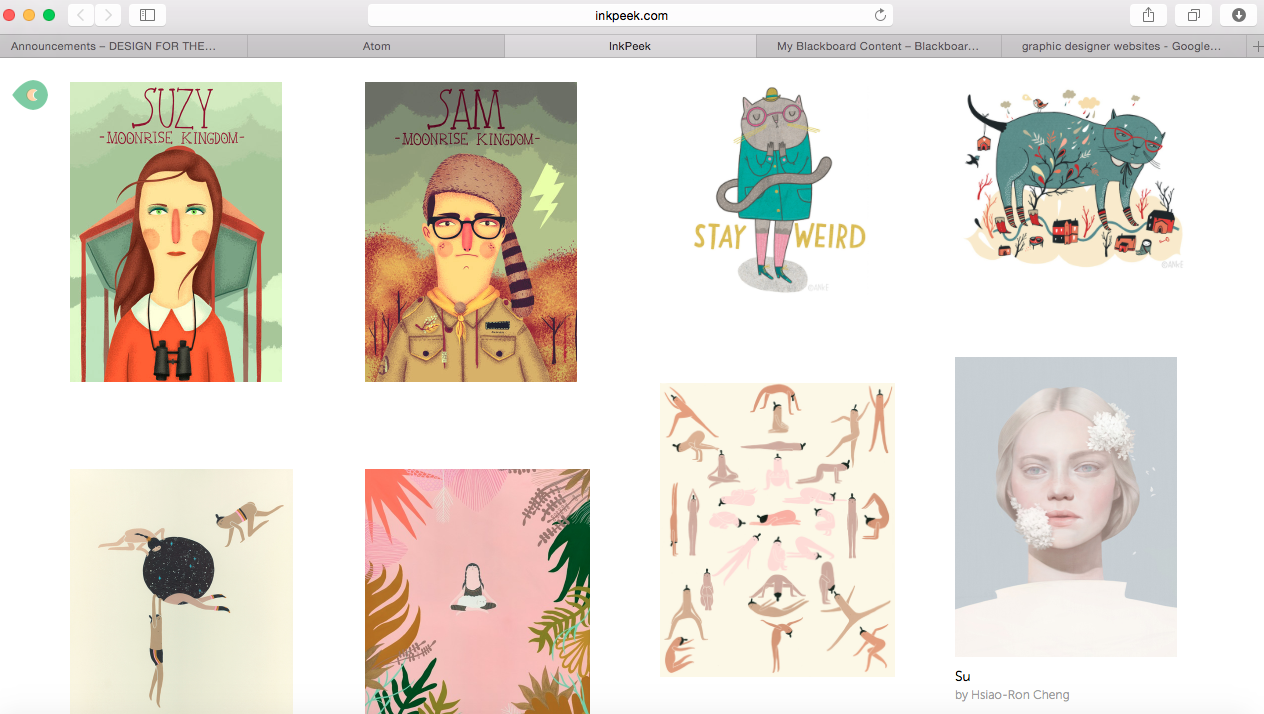 inkpeek.com
Announcements – DESIGN FOR THE...
Atom
InkPeek
My Blackboard Content – Blackboar...
graphic designer websites - Google...
SUZY
-MOONRISE KINGDOM-
SAM
-MOONRISE KINGDOM-
STAY WEIRD
Su
by Hsiao-Ron Cheng